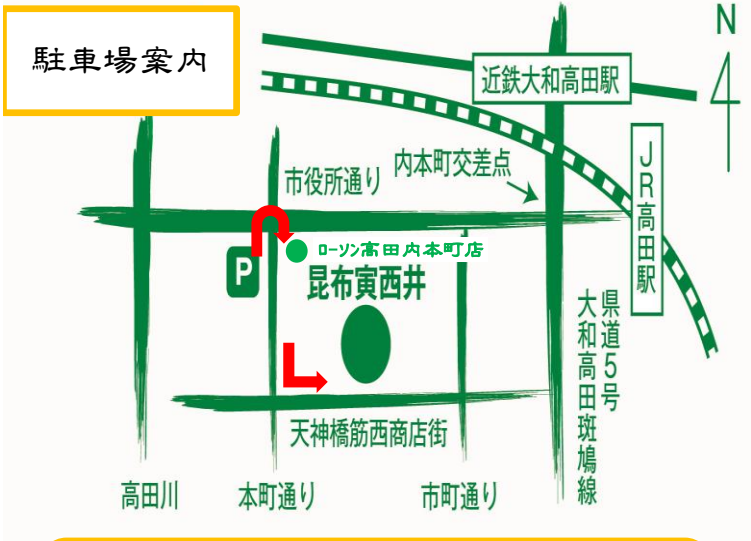 駐車場案内
N
近鉄大和高田駅
市役所通り
内本町交差点
JR高田駅
P
ローソン高田内本町店
昆布寅西井
県道5号
大和高田斑鳩線
天神橋筋西商店街
高田川
本町通り
市町通り